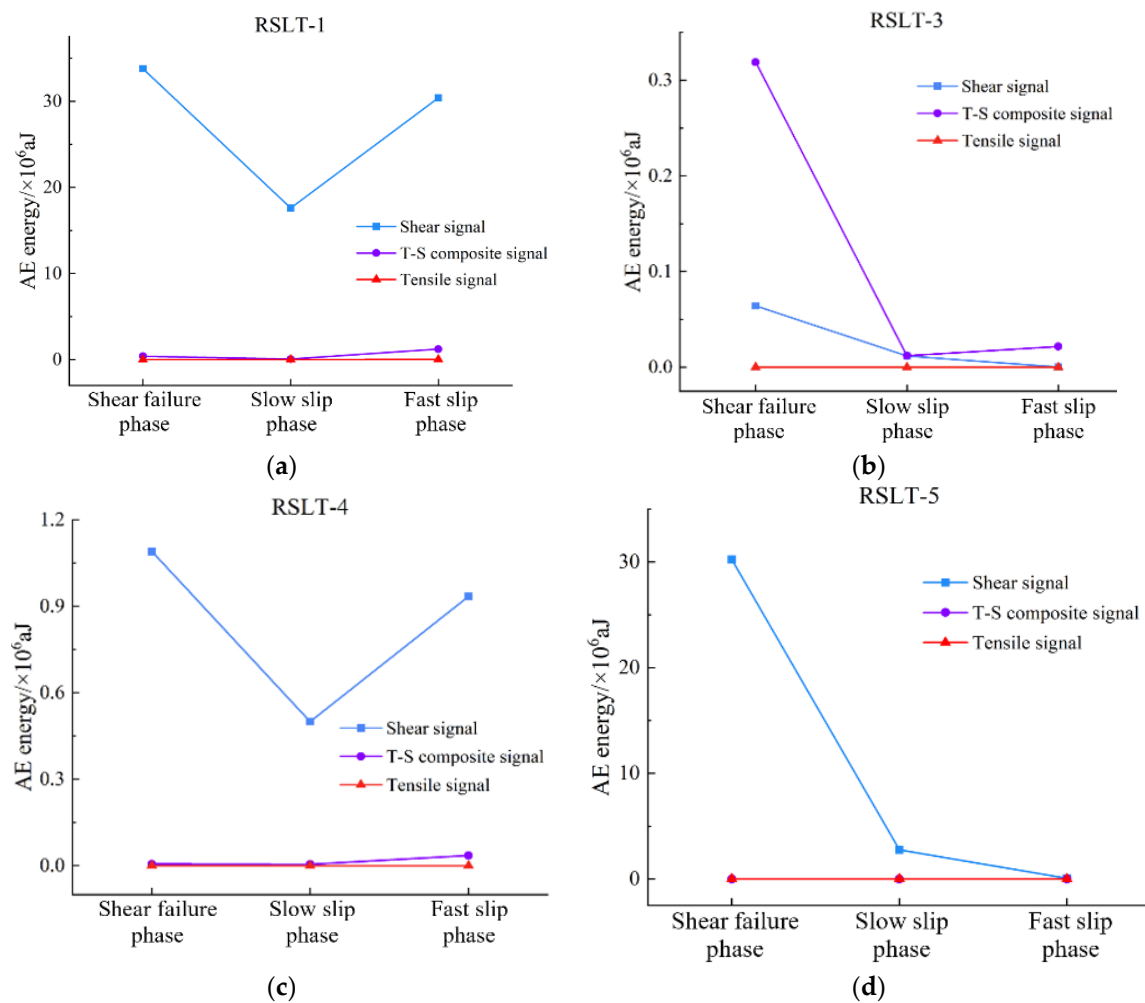 RSLT-1
AE energy/×10⁶aJ
30
20
10
0
Shear signal
T-S composite signal
Tensile signal
Shear failure phase
Slow slip phase
Fast slip phase
(a)
RSLT-3
AE energy/×10⁶aJ
0.3
0.2
0.1
0.0
Shear signal
T-S composite signal
Tensile signal
Shear failure phase
Slow slip phase
Fast slip phase
(b)
RSLT-4
AE energy/×10⁶aJ
1.2
0.9
0.6
0.3
0.0
Shear signal
T-S composite signal
Tensile signal
Shear failure phase
Slow slip phase
Fast slip phase
(c)
RSLT-5
AE energy/×10⁶aJ
30
20
10
0
Shear signal
T-S composite signal
Tensile signal
Shear failure phase
Slow slip phase
Fast slip phase
(d)